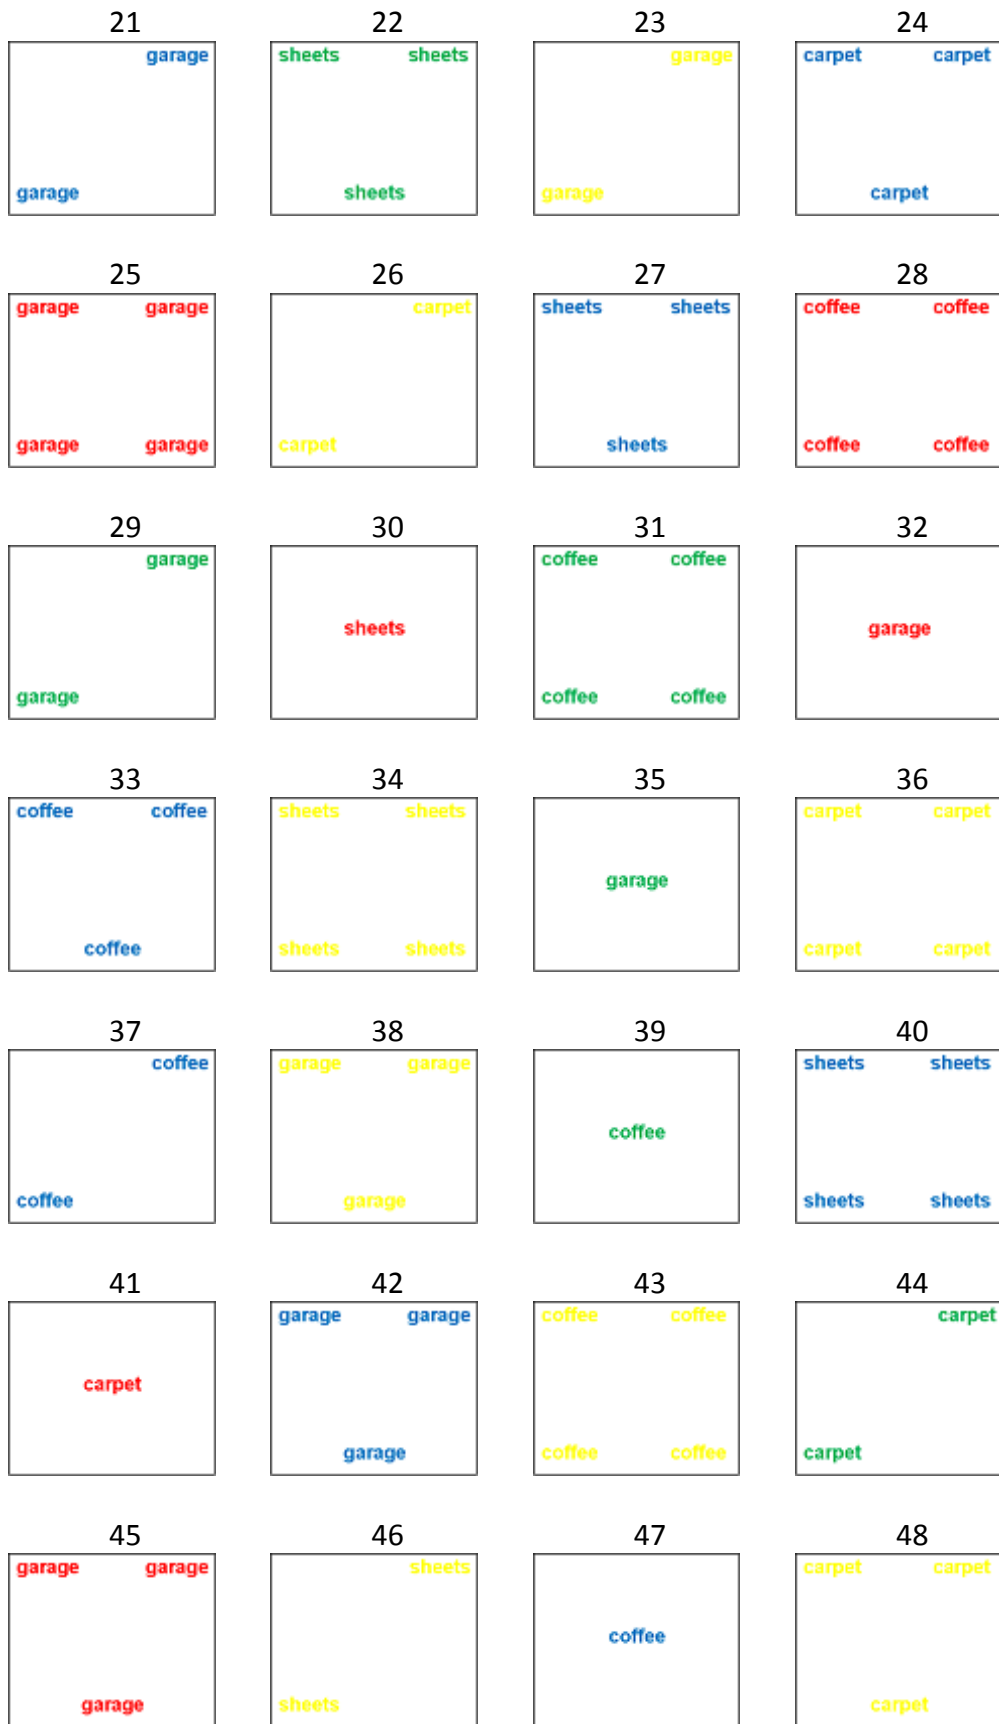 21 22 23 24
garage sheets sheets garage carpet carpet
garage sheets garage carpet
25 26 27 28
garage garage carpet sheets sheets coffee coffee
garage garage carpet sheets coffee coffee
29 30 31 32
garage coffee coffee
sheets garage
garage coffee coffee
33 34 35 36
coffee coffee sheets sheets carpet carpet
garage
coffee sheets sheets carpet carpet
37 38 39 40
coffee garage garage sheets sheets
coffee
coffee garage sheets sheets
41 42 43 44
garage garage coffee coffee carpet
carpet
garage coffee coffee carpet
45 46 47 48
garage garage sheets carpet carpet
coffee
garage sheets carpet